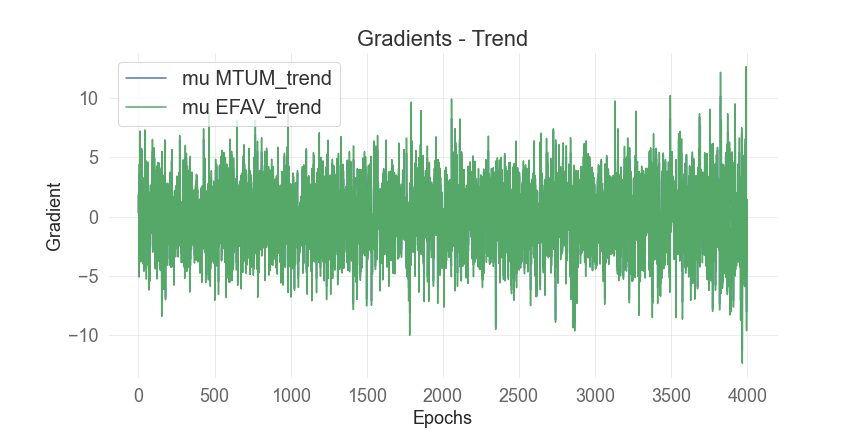 Gradients - Trend
mu MTUM_trend
mu EFAV_trend
10
5
0
−5
−10
Gradient
0 500 1000 1500 2000 2500 3000 3500 4000
Epochs